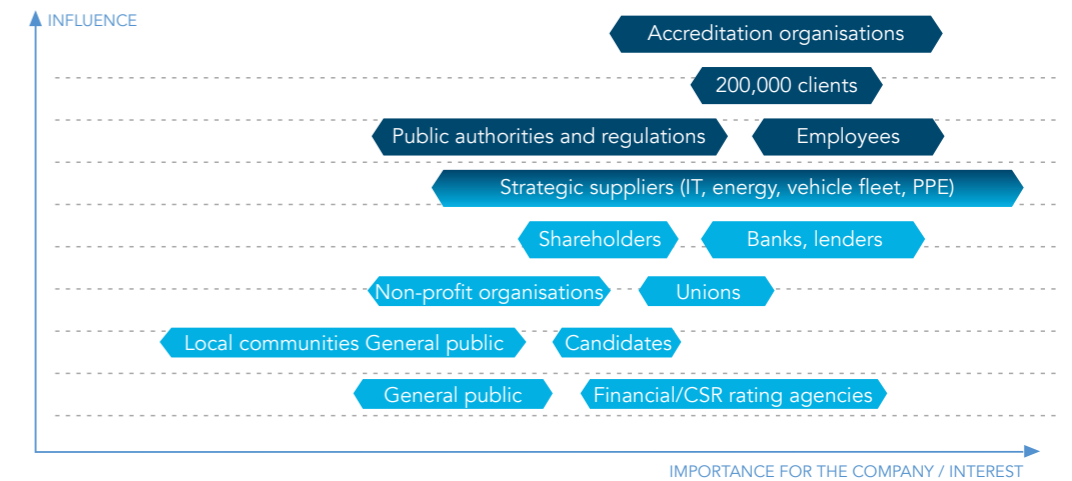 INFLUENCE
Accreditation organisations
200,000 clients
Public authorities and regulations
Employees
Strategic suppliers (IT, energy, vehicle fleet, PPE)
Shareholders
Banks, lenders
Non-profit organisations
Unions
Local communities General public
Candidates
General public
Financial/CSR rating agencies
IMPORTANCE FOR THE COMPANY / INTEREST